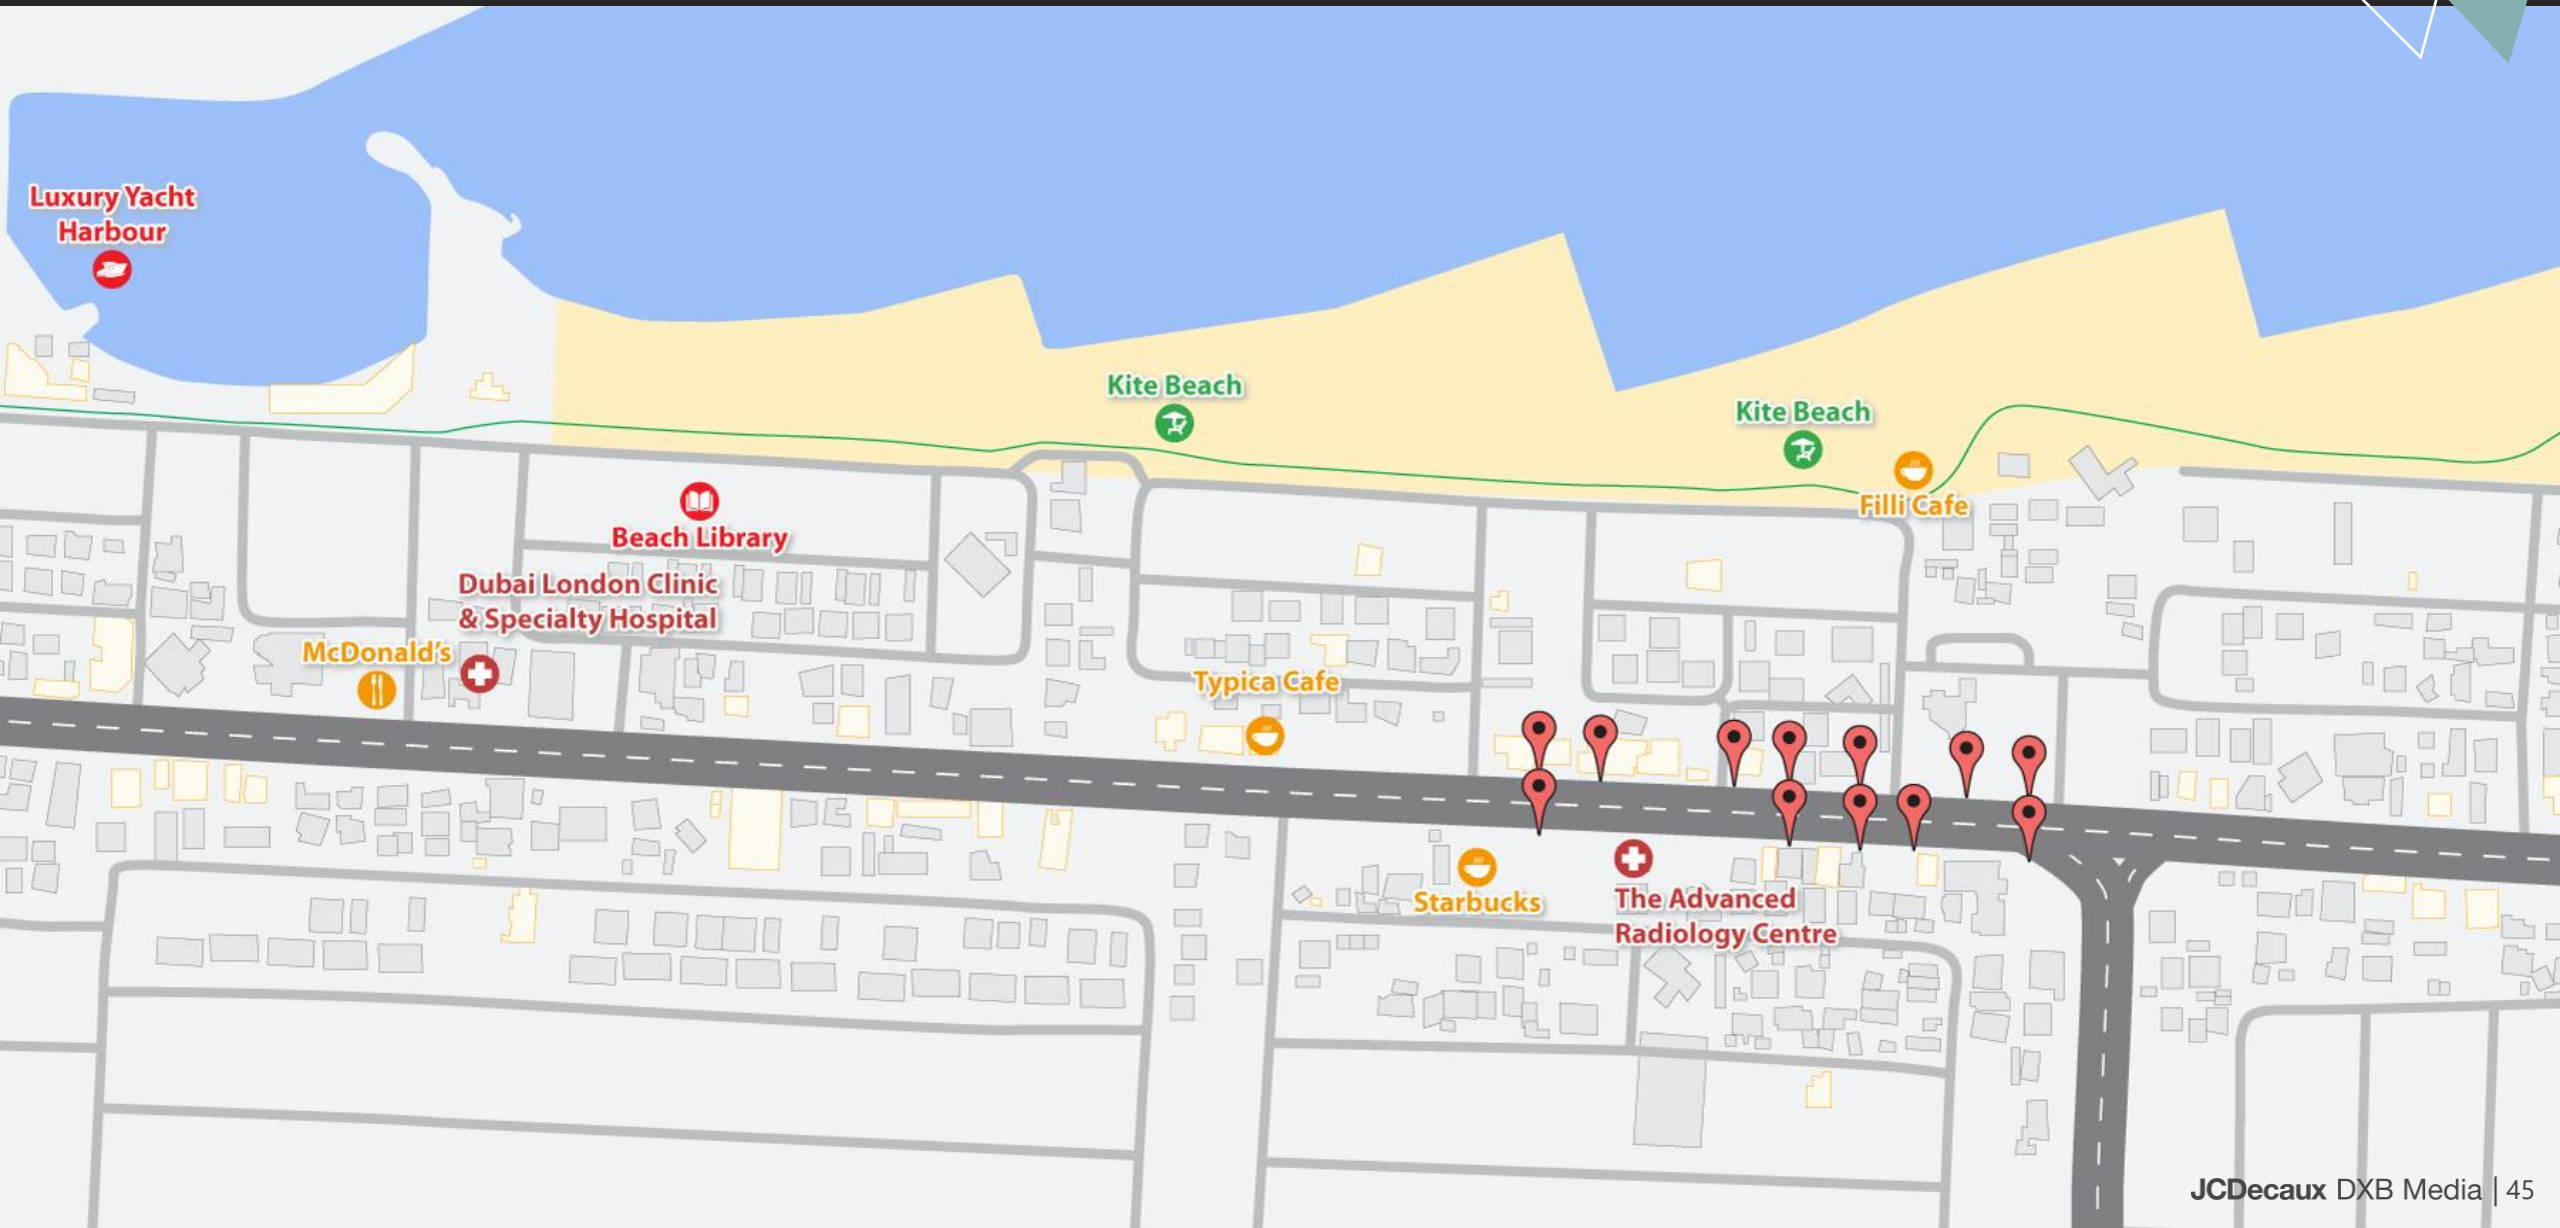 Luxury Yacht
Harbour
Kite Beach
Kite Beach
Filli Cafe
Beach Library
Dubai London Clinic
& Specialty Hospital
McDonald's
Typica Cafe
Starbucks
The Advanced
Radiology Centre
JCDecaux DXB Media | 45